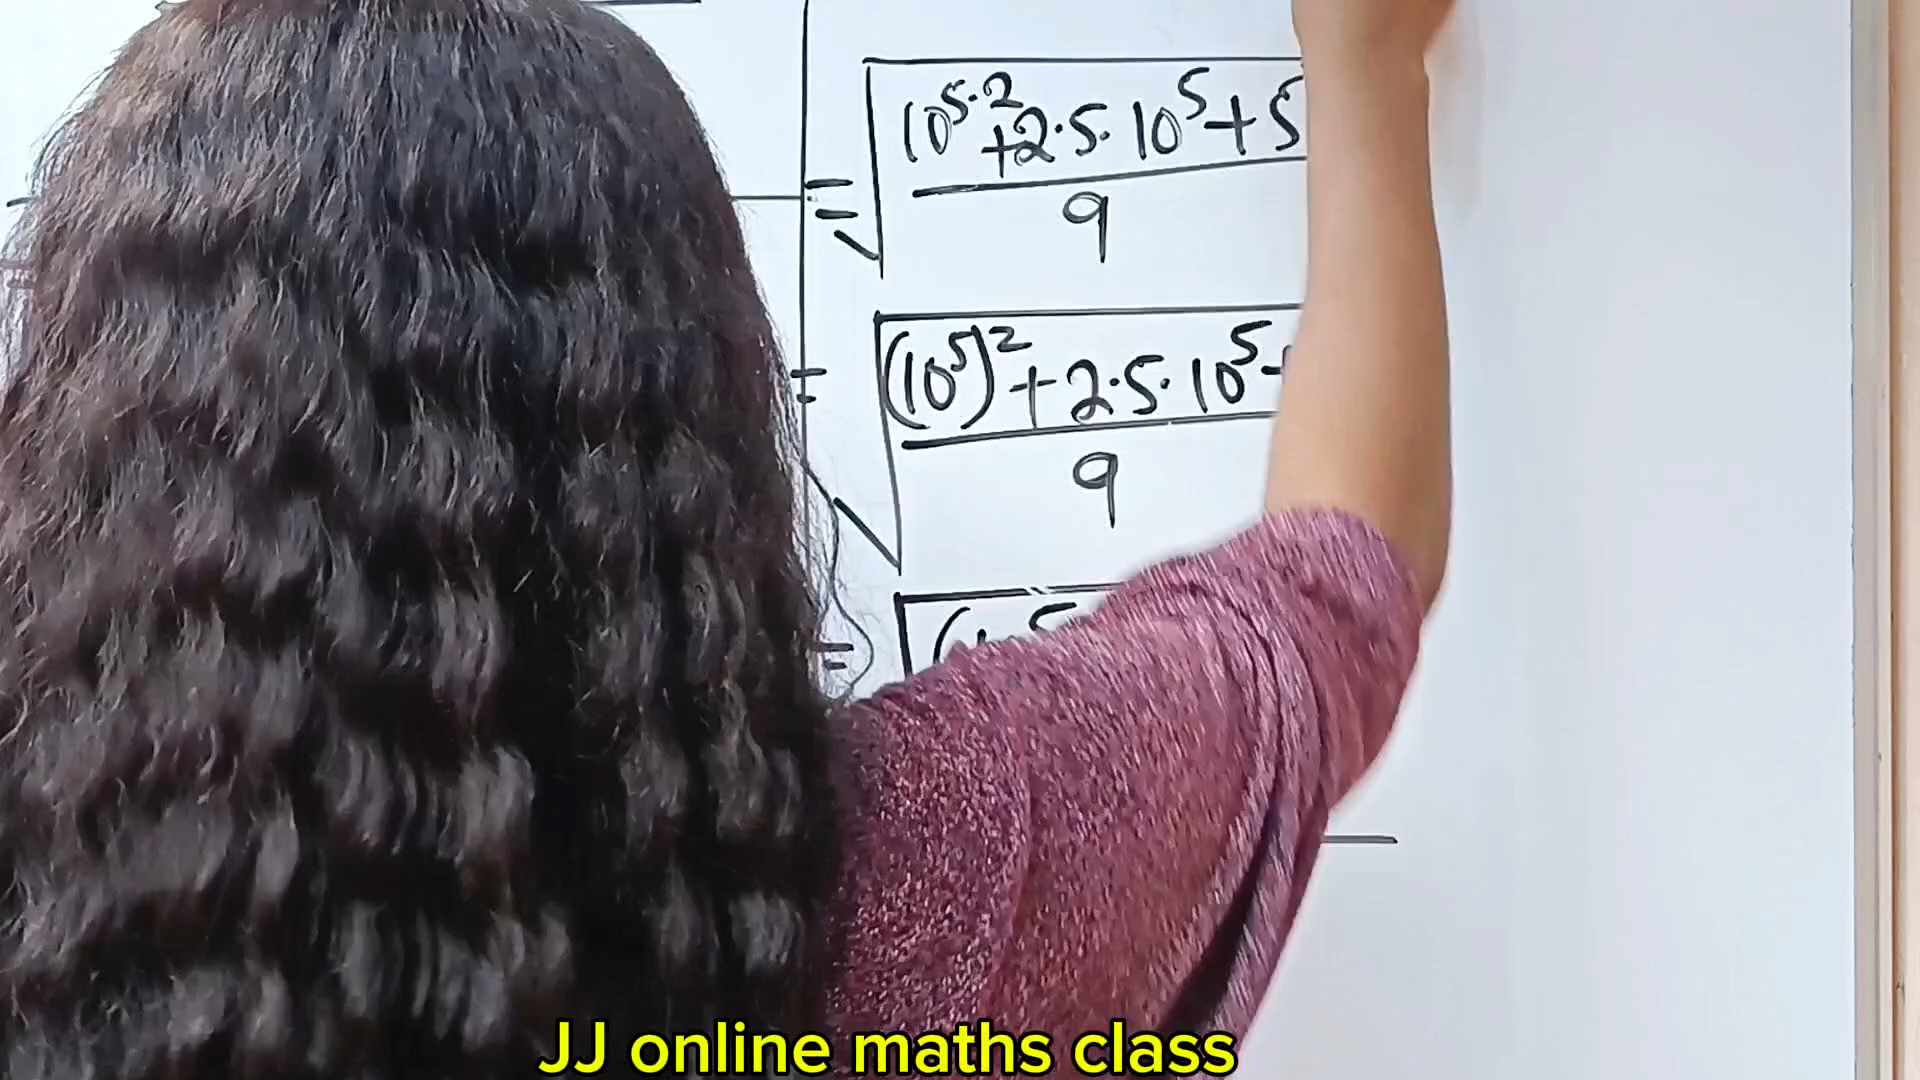 = √(10^5·2 + 2·5·10^5 + 5
9
= √((10^5)^2 + 2·5·10^5
9
= √(
JJ online maths class